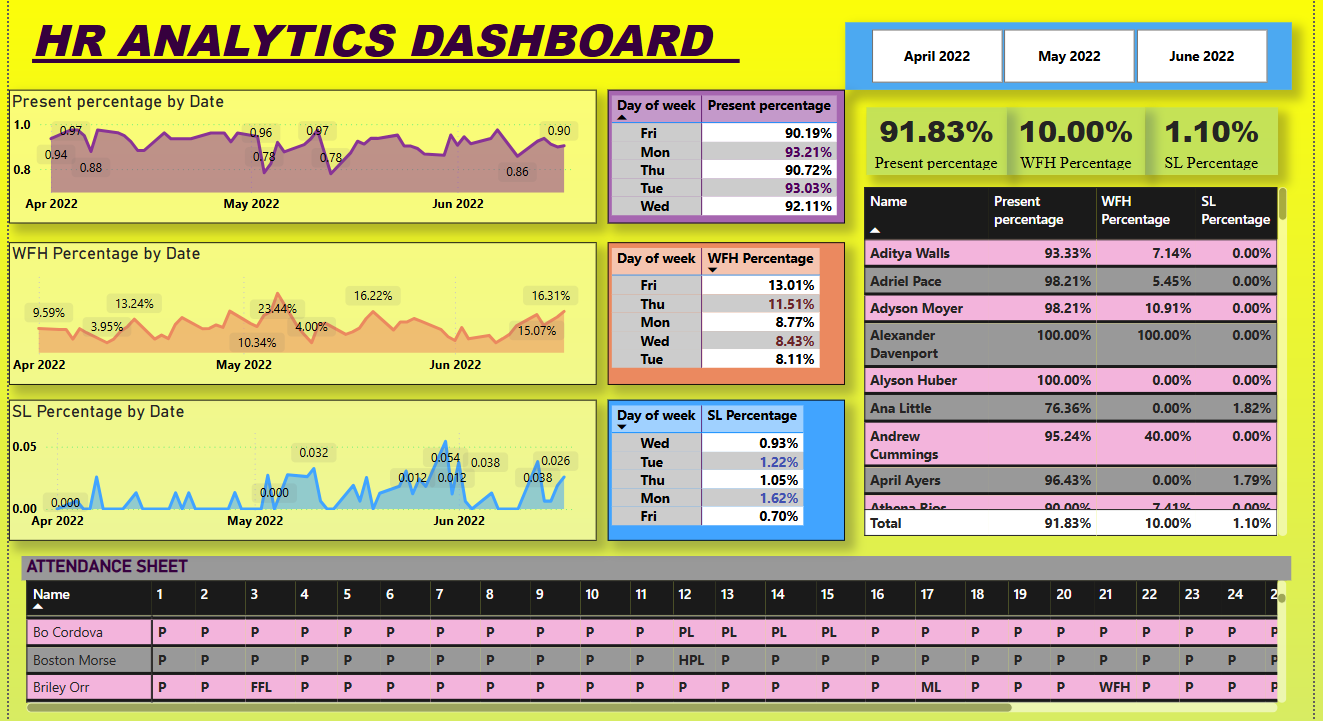 HR ANALYTICS DASHBOARD
April 2022 May 2022 June 2022
Present percentage by Date
1.0
0.8
0.97
0.94
0.88
0.96
0.78
0.97
0.78
0.86
0.90
Apr 2022 May 2022 Jun 2022
Day of week Present percentage
Fri 90.19%
Mon 93.21%
Thu 90.72%
Tue 93.03%
Wed 92.11%
91.83% 10.00% 1.10%
Present percentage WFH Percentage SL Percentage
WFH Percentage by Date
9.59%
3.95%
13.24%
10.34%
23.44%
4.00%
16.22%
15.07%
16.31%
Apr 2022 May 2022 Jun 2022
Day of week WFH Percentage
Fri 13.01%
Thu 11.51%
Mon 8.77%
Wed 8.43%
Tue 8.11%
SL Percentage by Date
0.05
0.00
0.000
0.000
0.032
0.012
0.054
0.012
0.038
0.038
0.026
Apr 2022 May 2022 Jun 2022
Day of week SL Percentage
Wed 0.93%
Tue 1.22%
Thu 1.05%
Mon 1.62%
Fri 0.70%
Name Present percentage WFH Percentage SL Percentage
Aditya Walls 93.33% 7.14% 0.00%
Adriel Pace 98.21% 5.45% 0.00%
Adyson Moyer 98.21% 10.91% 0.00%
Alexander Davenport 100.00% 100.00% 0.00%
Alyson Huber 100.00% 0.00% 0.00%
Ana Little 76.36% 0.00% 1.82%
Andrew Cummings 95.24% 40.00% 0.00%
April Ayers 96.43% 0.00% 1.79%
Athena Rios 90.00% 7.41% 0.00%
Total 91.83% 10.00% 1.10%
ATTENDANCE SHEET
Name 1 2 3 4 5 6 7 8 9 10 11 12 13 14 15 16 17 18 19 20 21 22 23 24
Bo Cordova P P P P P P P P P P P PL PL PL PL P P P P P P P P P P
Boston Morse P P P P P P P P P P P HPL P P P P P P P P P P P P P
Briley Orr P P FFL P P P P P P P P P P P P P ML P P P WFH P P P P